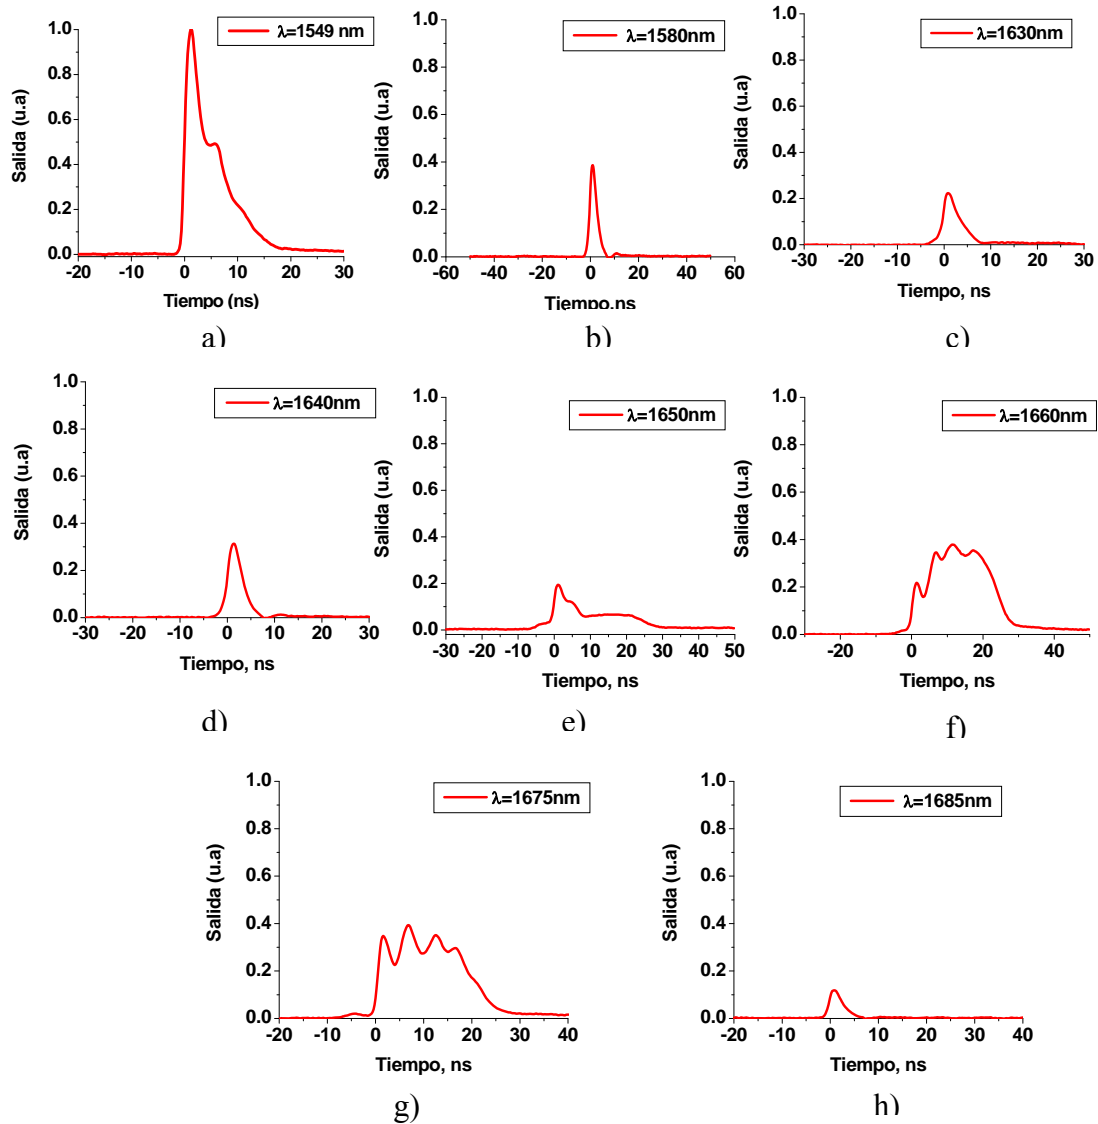 λ=1549 nm
1.0
0.8
0.6
0.4
0.2
0.0
Salida (u.a)
-20 -10 0 10 20 30
Tiempo (ns)
a)
λ=1580nm
1.0
0.8
0.6
0.4
0.2
0.0
Salida (u.a)
-60 -40 -20 0 20 40 60
Tiempo,ns
b)
λ=1630nm
1.0
0.8
0.6
0.4
0.2
0.0
Salida (u.a)
-30 -20 -10 0 10 20 30
Tiempo, ns
c)
λ=1640nm
1.0
0.8
0.6
0.4
0.2
0.0
Salida (u.a)
-30 -20 -10 0 10 20 30
Tiempo, ns
d)
λ=1650nm
1.0
0.8
0.6
0.4
0.2
0.0
Salida (u.a)
-30 -20 -10 0 10 20 30 40 50
Tiempo, ns
e)
λ=1660nm
1.0
0.8
0.6
0.4
0.2
0.0
Salida (u.a)
-20 0 20 40
Tiempo, ns
f)
λ=1675nm
1.0
0.8
0.6
0.4
0.2
0.0
Salida (u.a)
-20 -10 0 10 20 30 40
Tiempo, ns
g)
λ=1685nm
1.0
0.8
0.6
0.4
0.2
0.0
Salida (u.a)
-20 -10 0 10 20 30 40
Tiempo, ns
h)